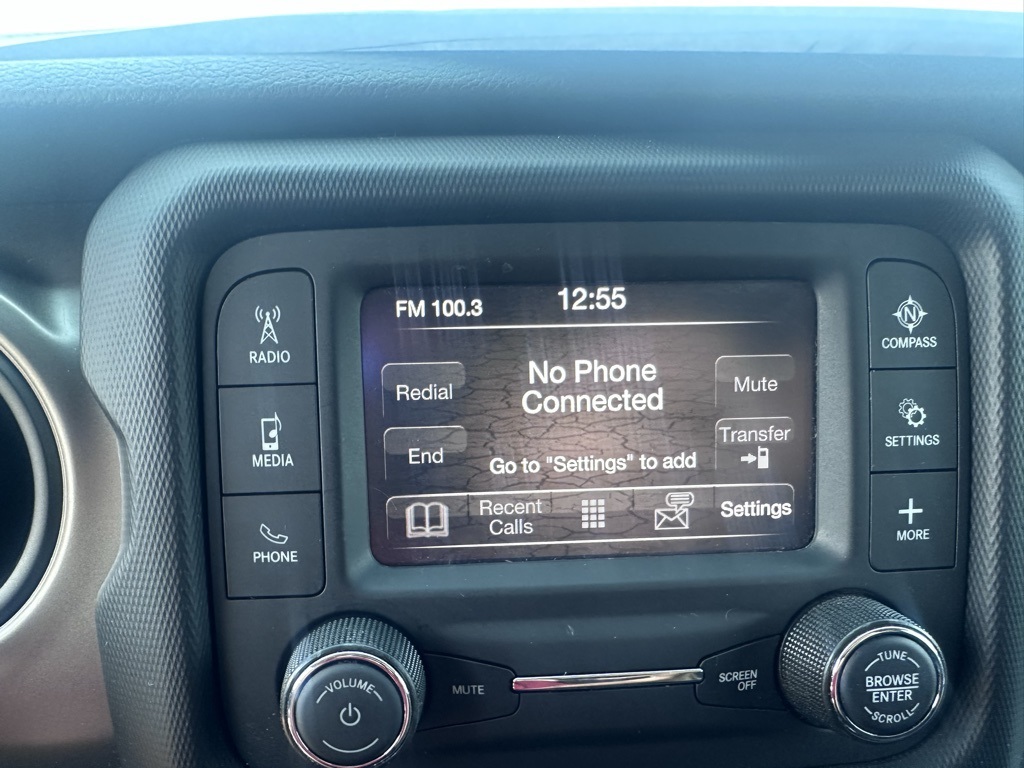 FM 100.3
12:55
RADIO
MEDIA
PHONE
Redial
End
No Phone
Connected
Go to "Settings" to add
Mute
Transfer
Recent
Calls
Settings
N
COMPASS
SETTINGS
MORE
VOLUME
MUTE
SCREEN
OFF
TUNE
BROWSE
ENTER
SCROLL